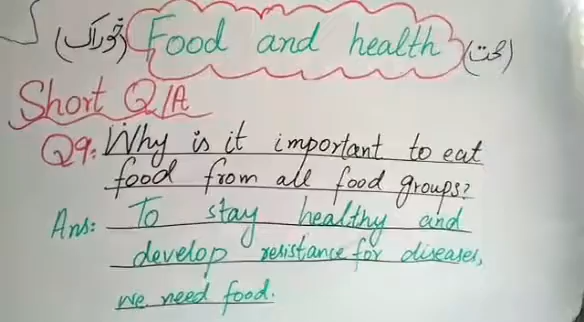 (خوراک) Food and health (صحت)
Short Q/A
Q9: Why is it important to eat
food from all food groups?
Ans: To stay healthy and
develop resistance for diseases,
we need food.